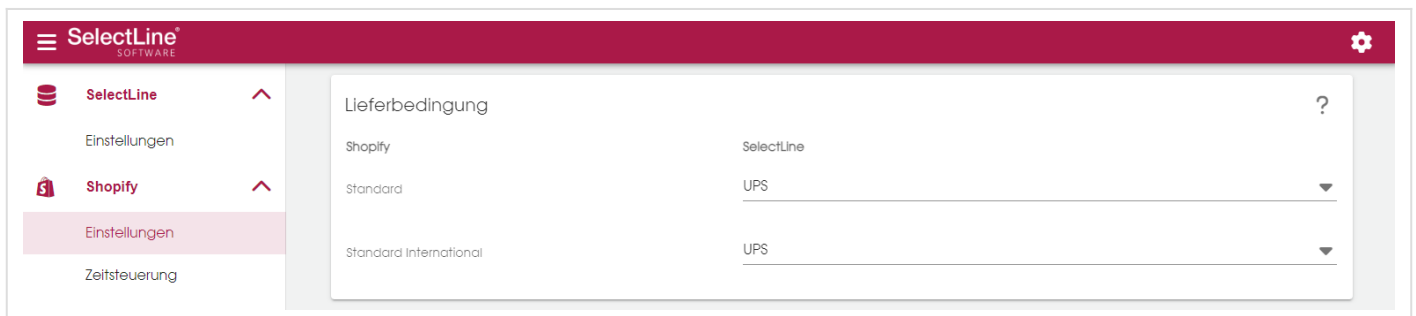 SelectLine®
SOFTWARE
SelectLine
Einstellungen
Shopify
Einstellungen
Zeitsteuerung
Lieferbedingung ?
Shopify SelectLine
Standard UPS
Standard International UPS